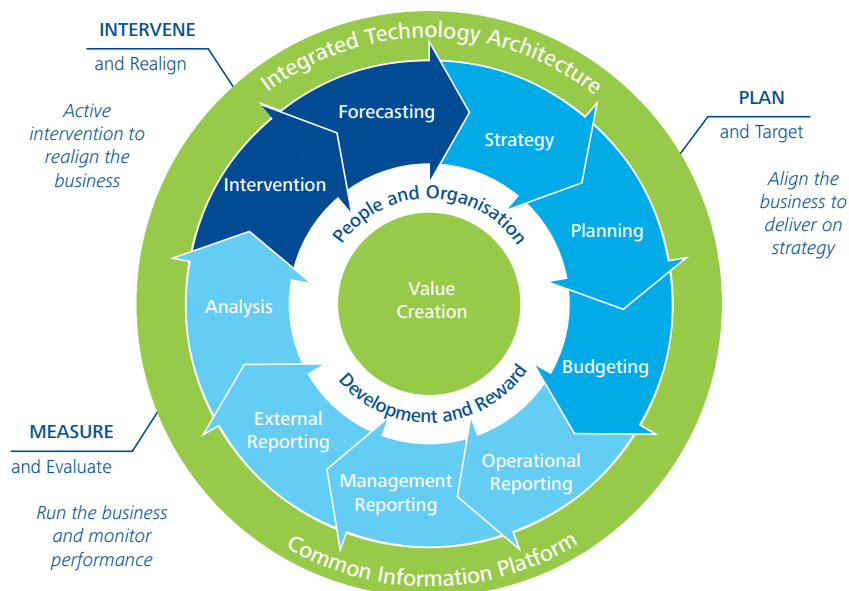 INTERVENE
and Realign
Active
intervention to
realign the
business
Integrated Technology Architecture
PLAN
and Target
Align the
business to
deliver on
strategy
Forecasting
Strategy
Intervention
Planning
People and Organisation
Value
Creation
Analysis
Budgeting
Development and Reward
External
Reporting
Management
Reporting
Operational
Reporting
MEASURE
and Evaluate
Run the business
and monitor
performance
Common Information Platform